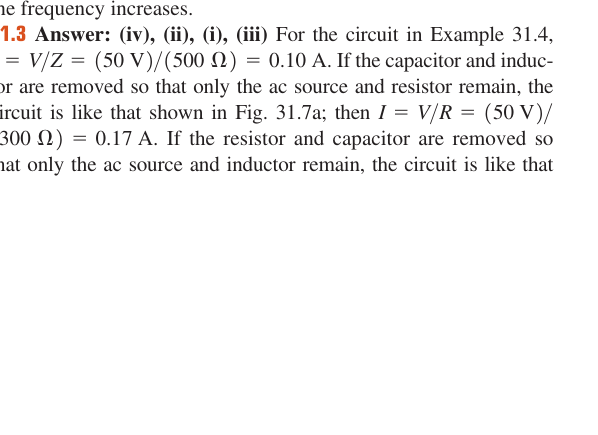 he frequency increases.
1.3 Answer: (iv), (ii), (i), (iii) For the circuit in Example 31.4,
= V/Z = (50 V)/(500 Ω) = 0.10 A. If the capacitor and induc-
or are removed so that only the ac source and resistor remain, the
ircuit is like that shown in Fig. 31.7a; then I = V/R = (50 V)/
300 Ω) = 0.17 A. If the resistor and capacitor are removed so
hat only the ac source and inductor remain, the circuit is like that